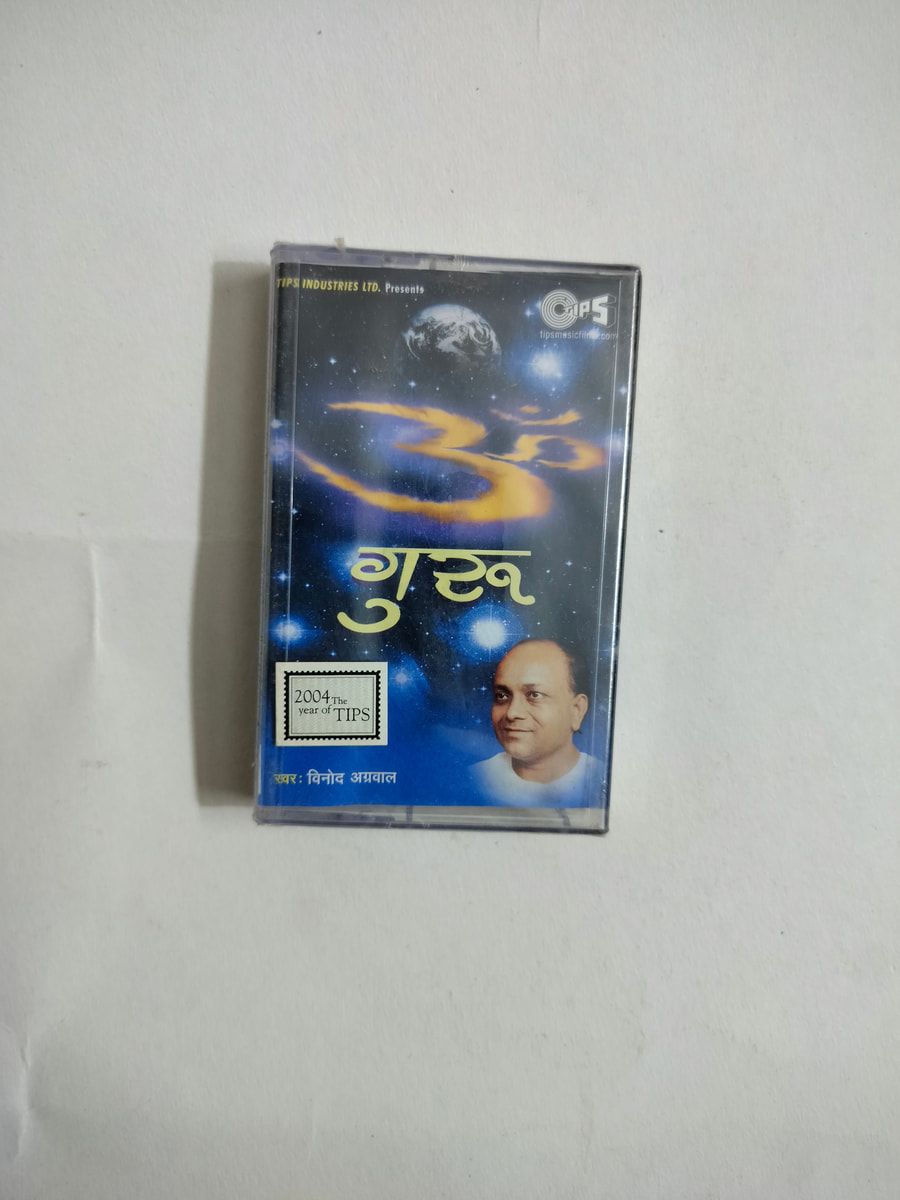 TIPS INDUSTRIES LTD. Presents
TIPS
tipsmusicfilms.com
ॐ
गुरू
2004 The
year of TIPS
स्वर: विनोद अग्रवाल